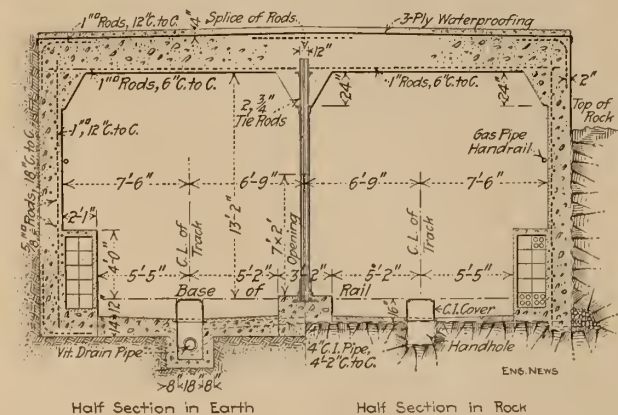 1"□ Rods, 12"C. to C.
4"
Splice of Rods
3-Ply Waterproofing
12"
1"□ Rods, 6"C. to C.
1" Rods, 6"C. to C.
2"
24"
24"
2, 3/4"
Tie Rods
Top of
Rock
1", 12"C. to C.
Gas Pipe
Handrail
18"C. to C.
7'-6"
6'-9"
6'-9"
7'-6"
13'-2"
2'-1"
C.L. of
Track
7'x2'
Opening
C.L. of
Track
4'-0"
5'-5"
5'-2"
3'-2"
5'-2"
5'-5"
Base of Rail
12"
14"
16"
C.I. Cover
Vit. Drain Pipe
4"C.I. Pipe,
4'-2"C. to C.
Handhole
8" 18" 8"
ENG. NEWS
Half Section in Earth
Half Section in Rock